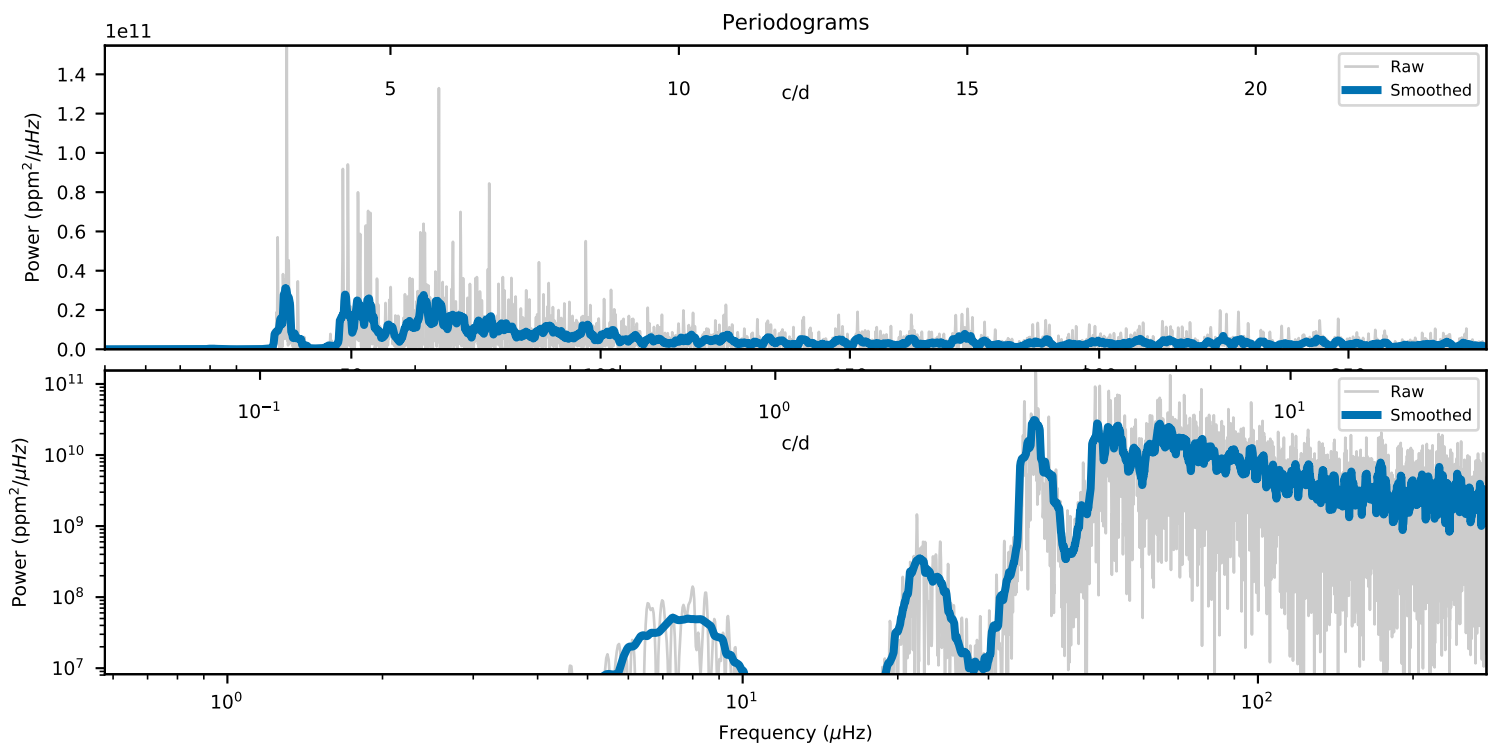 Periodograms
1e11
1.4
1.2
1.0
0.8
0.6
0.4
0.2
0.0
Power (ppm²/μHz)
5 10 15 20
c/d
Raw
Smoothed
10¹¹
10¹⁰
10⁹
10⁸
10⁷
Power (ppm²/μHz)
10⁻¹ 10⁰ 10¹
c/d
Raw
Smoothed
10⁰ 10¹ 10²
Frequency (μHz)